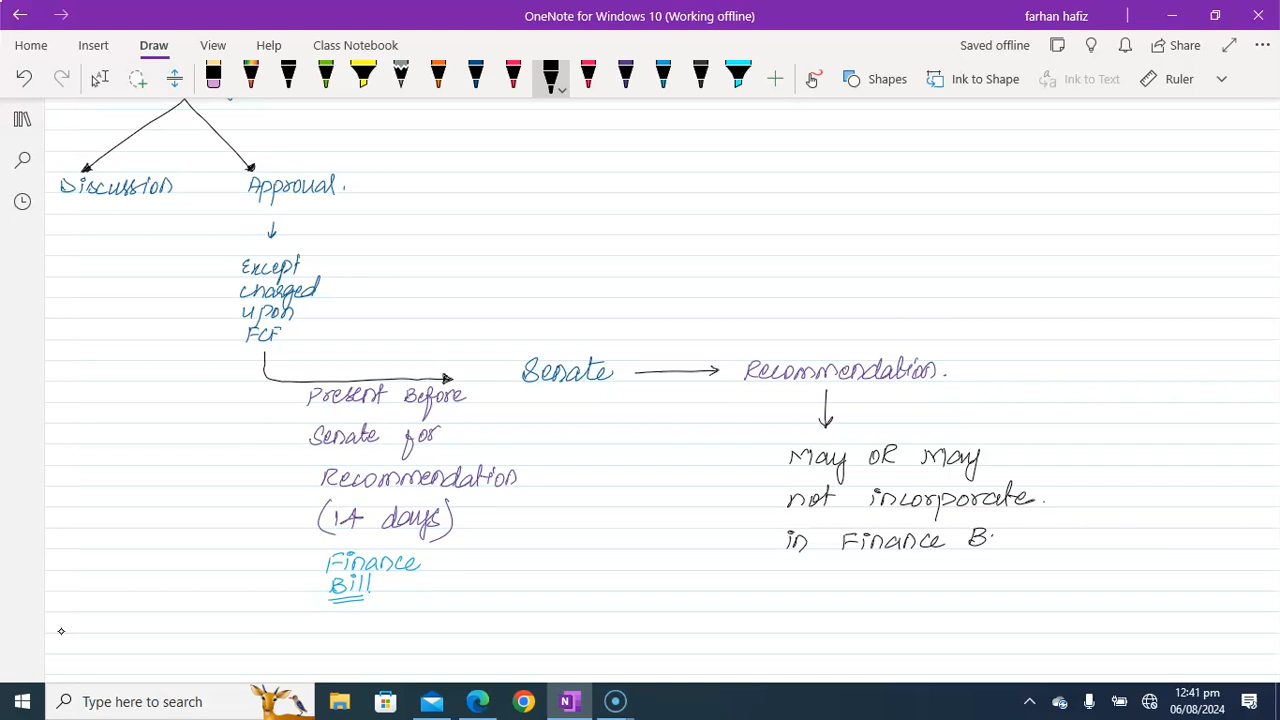 OneNote for Windows 10 (Working offline)
farhan hafiz
Home Insert Draw View Help Class Notebook
Saved offline
Share
Shapes
Ink to Shape
Ink to Text
Ruler
Discussion Approval.
Except
charged
upon
FCF
Present Before
Senate for
Recommendation
(14 days)
Finance
Bill
Senate Recommendation.
May OR May
not incorporate.
in Finance B.
Type here to search
12:41 pm
06/08/2024